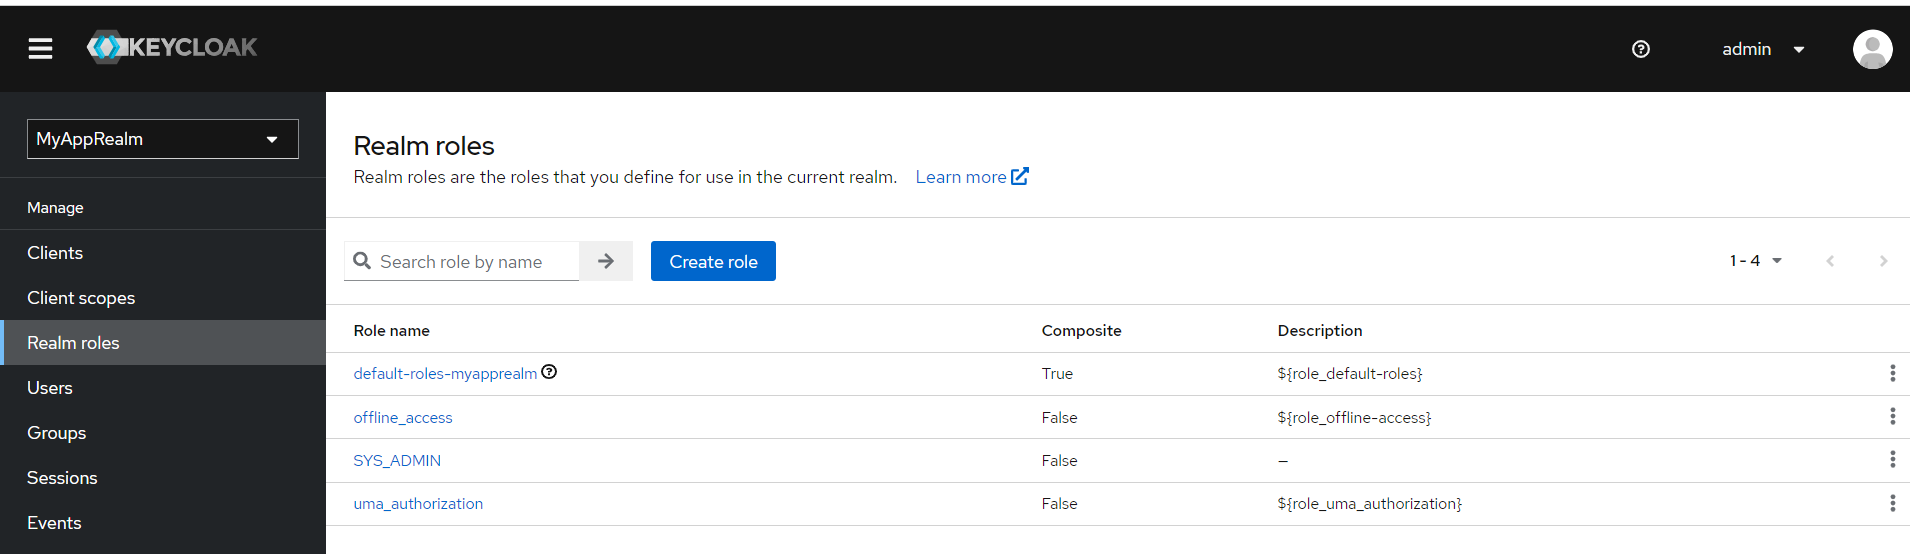 KEYCLOAK
admin
MyAppRealm
Manage
Clients
Client scopes
Realm roles
Users
Groups
Sessions
Events
Realm roles
Realm roles are the roles that you define for use in the current realm. Learn more
Search role by name
Create role
1 - 4
Role name Composite Description
default-roles-myapprealm True ${role_default-roles}
offline_access False ${role_offline-access}
SYS_ADMIN False –
uma_authorization False ${role_uma_authorization}